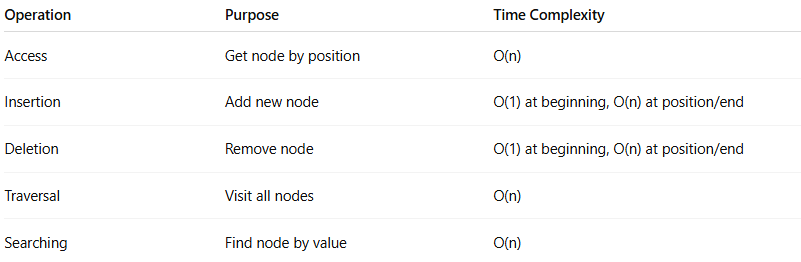 Operation Purpose Time Complexity
Access Get node by position O(n)
Insertion Add new node O(1) at beginning, O(n) at position/end
Deletion Remove node O(1) at beginning, O(n) at position/end
Traversal Visit all nodes O(n)
Searching Find node by value O(n)